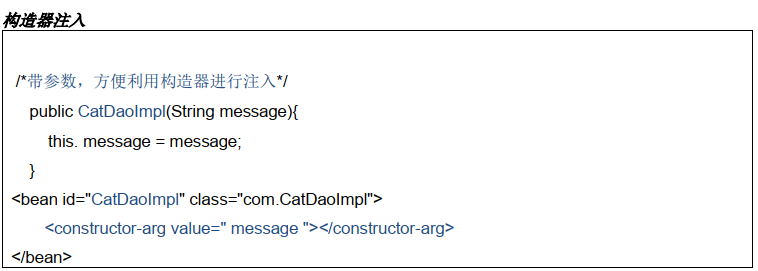 构造器注入
/*带参数，方便利用构造器进行注入*/
public CatDaoImpl(String message){
this. message = message;
}
<bean id="CatDaoImpl" class="com.CatDaoImpl">
<constructor-arg value=" message "></constructor-arg>
</bean>